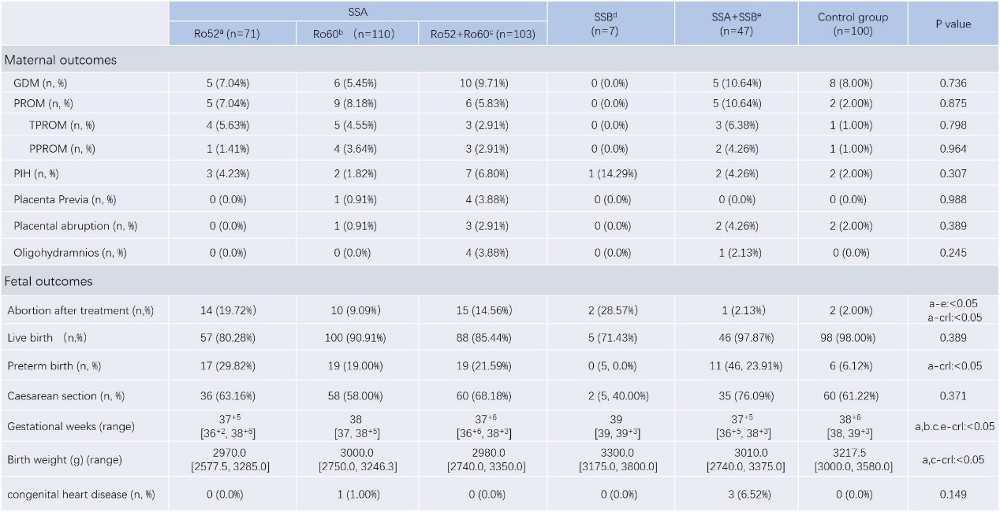 SSA
SSBᵈ
(n=7)
SSA+SSBᵉ
(n=47)
Control group
(n=100)
P value
Ro52ᵃ (n=71)
Ro60ᵇ （n=110)
Ro52+Ro60ᶜ (n=103)
Maternal outcomes
GDM (n, %) 5 (7.04%) 6 (5.45%) 10 (9.71%) 0 (0.0%) 5 (10.64%) 8 (8.00%) 0.736
PROM (n, %) 5 (7.04%) 9 (8.18%) 6 (5.83%) 0 (0.0%) 5 (10.64%) 2 (2.00%) 0.875
TPROM (n, %) 4 (5.63%) 5 (4.55%) 3 (2.91%) 0 (0.0%) 3 (6.38%) 1 (1.00%) 0.798
PPROM (n, %) 1 (1.41%) 4 (3.64%) 3 (2.91%) 0 (0.0%) 2 (4.26%) 1 (1.00%) 0.964
PIH (n, %) 3 (4.23%) 2 (1.82%) 7 (6.80%) 1 (14.29%) 2 (4.26%) 2 (2.00%) 0.307
Placenta Previa (n, %) 0 (0.0%) 1 (0.91%) 4 (3.88%) 0 (0.0%) 0 (0.0%) 0 (0.0%) 0.988
Placental abruption (n, %) 0 (0.0%) 1 (0.91%) 3 (2.91%) 0 (0.0%) 2 (4.26%) 2 (2.00%) 0.389
Oligohydramnios (n, %) 0 (0.0%) 0 (0.0%) 4 (3.88%) 0 (0.0%) 1 (2.13%) 0 (0.0%) 0.245
Fetal outcomes
Abortion after treatment (n,%) 14 (19.72%) 10 (9.09%) 15 (14.56%) 2 (28.57%) 1 (2.13%) 2 (2.00%) a-e:<0.05
a-crl:<0.05
Live birth （n,%) 57 (80.28%) 100 (90.91%) 88 (85.44%) 5 (71.43%) 46 (97.87%) 98 (98.00%) 0.389
Preterm birth (n, %) 17 (29.82%) 19 (19.00%) 19 (21.59%) 0 (5, 0.0%) 11 (46, 23.91%) 6 (6.12%) a-crl:<0.05
Caesarean section (n, %) 36 (63.16%) 58 (58.00%) 60 (68.18%) 2 (5, 40.00%) 35 (76.09%) 60 (61.22%) 0.371
Gestational weeks (range) 37⁺⁵ 38 37⁺⁶ 39 37⁺⁵ 38⁺⁶ a,b.c.e-crl:<0.05
[36⁺², 38⁺⁶] [37, 38⁺⁵] [36⁺⁶, 38⁺³] [39, 39⁺³] [36⁺⁵, 38⁺³] [38, 39⁺³]
Birth weight (g) (range) 2970.0 3000.0 2980.0 3300.0 3010.0 3217.5 a,c-crl:<0.05
[2577.5, 3285.0] [2750.0, 3246.3] [2740.0, 3350.0] [3175.0, 3800.0] [2740.0, 3375.0] [3000.0, 3580.0]
congenital heart disease (n, %) 0 (0.0%) 1 (1.00%) 0 (0.0%) 0 (0.0%) 3 (6.52%) 0 (0.0%) 0.149